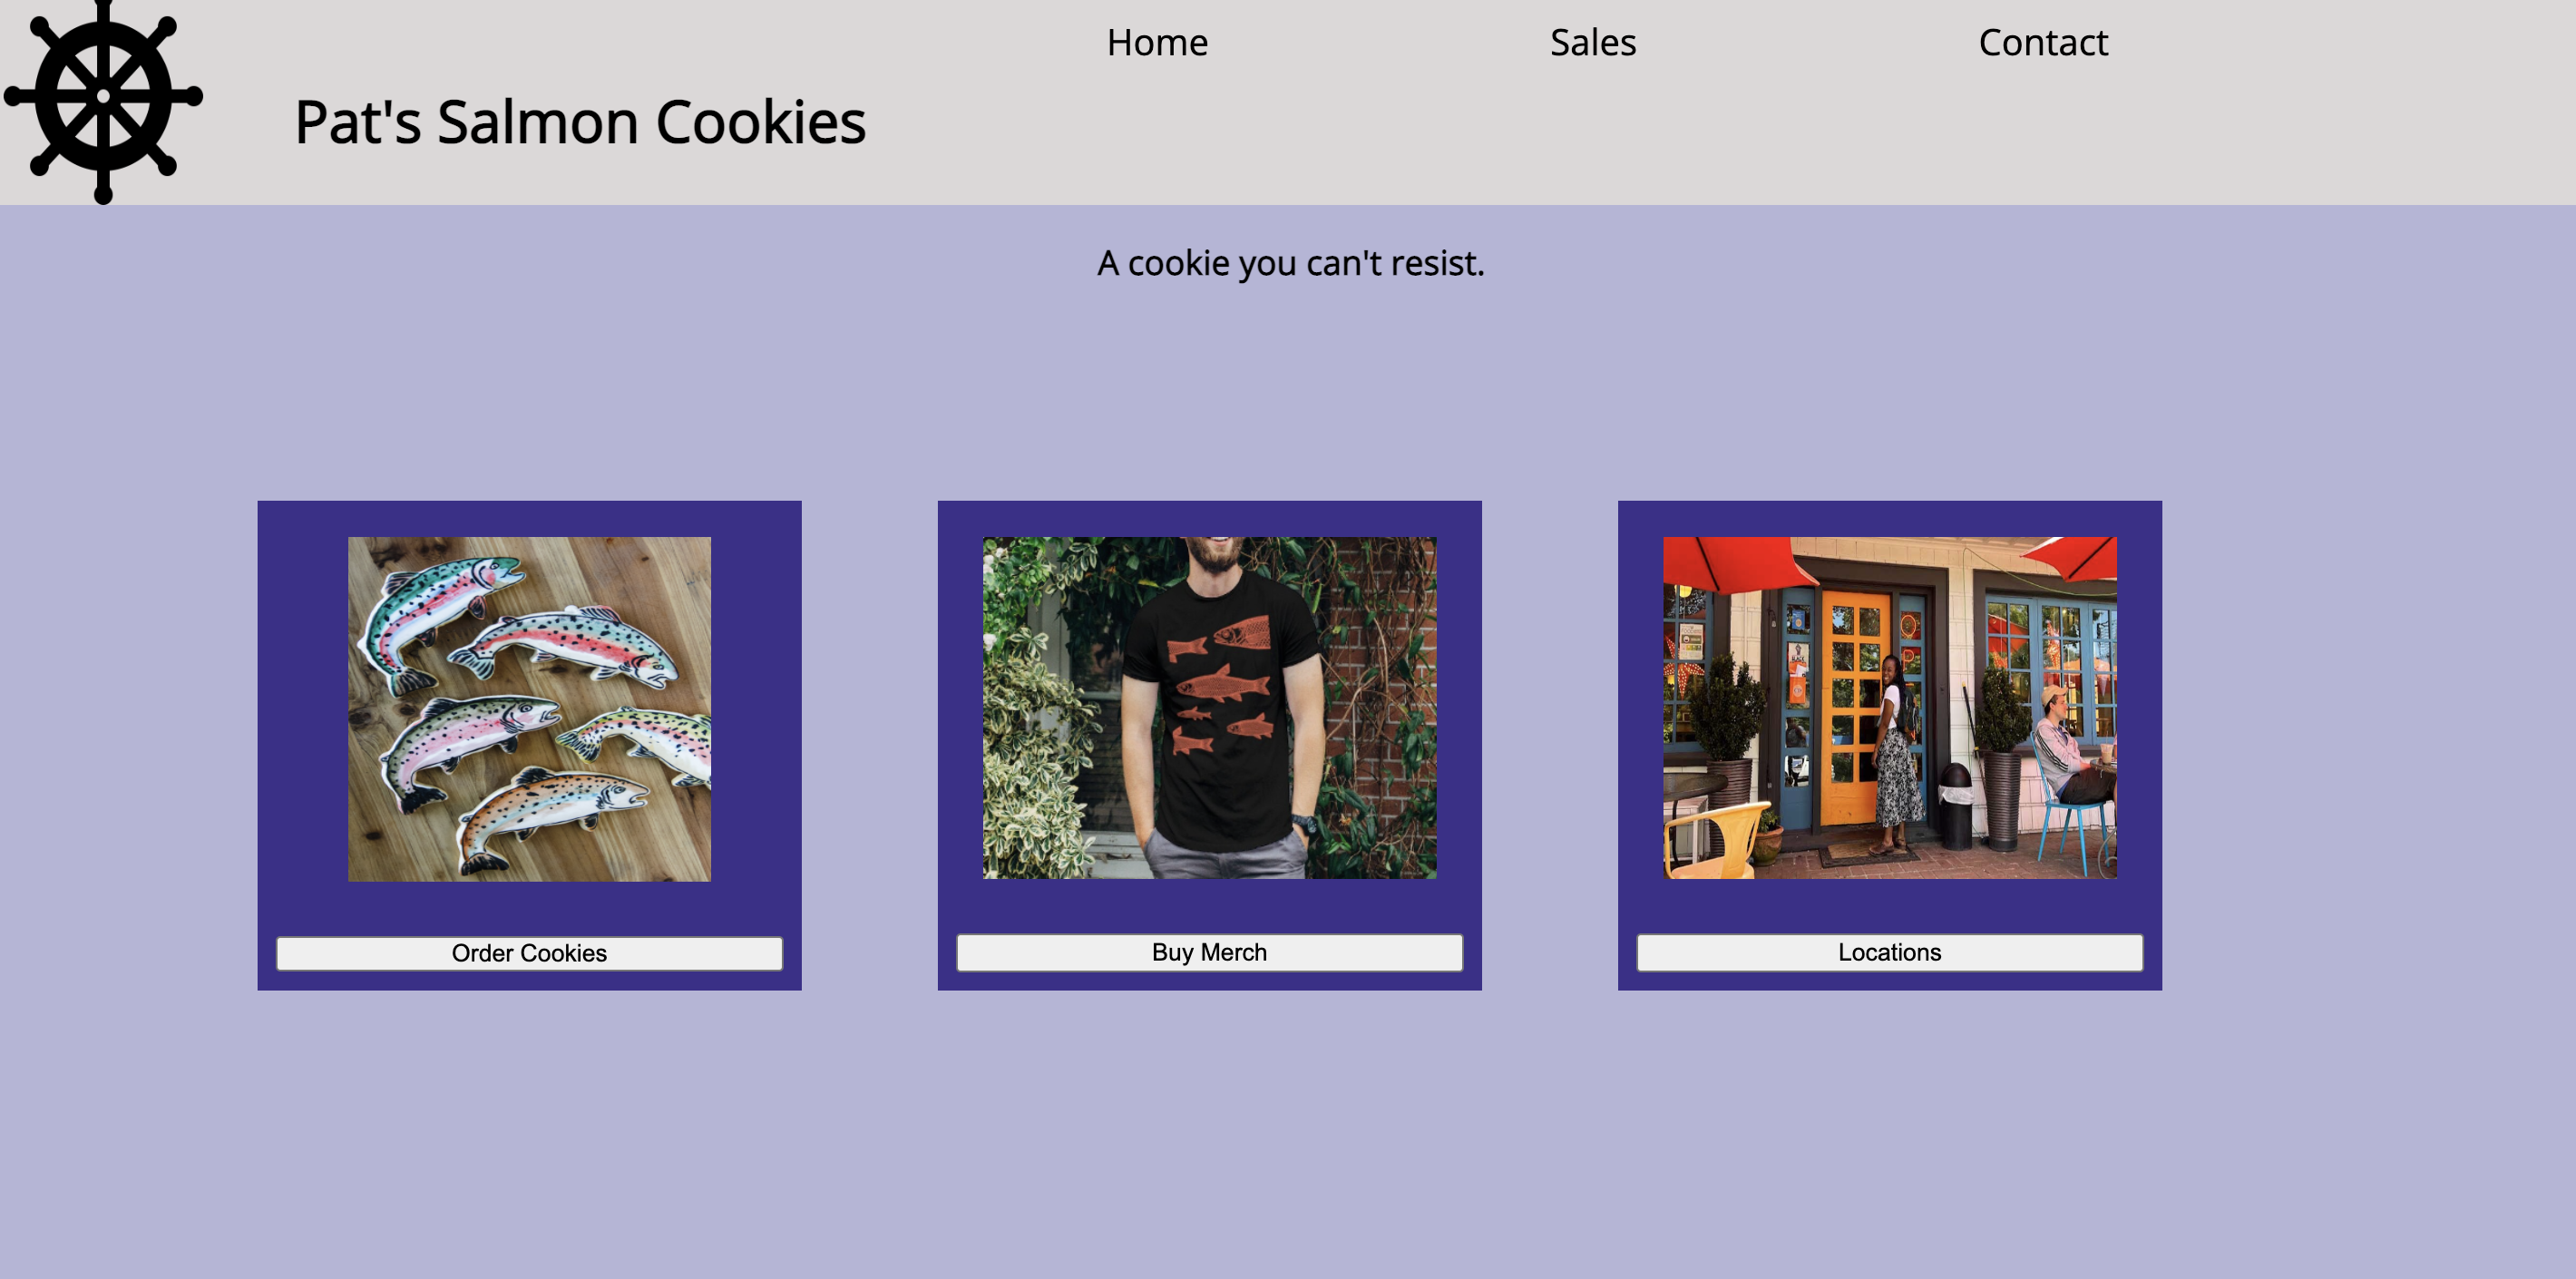 Home Sales Contact
Pat's Salmon Cookies
A cookie you can't resist.
Order Cookies
Buy Merch
Locations